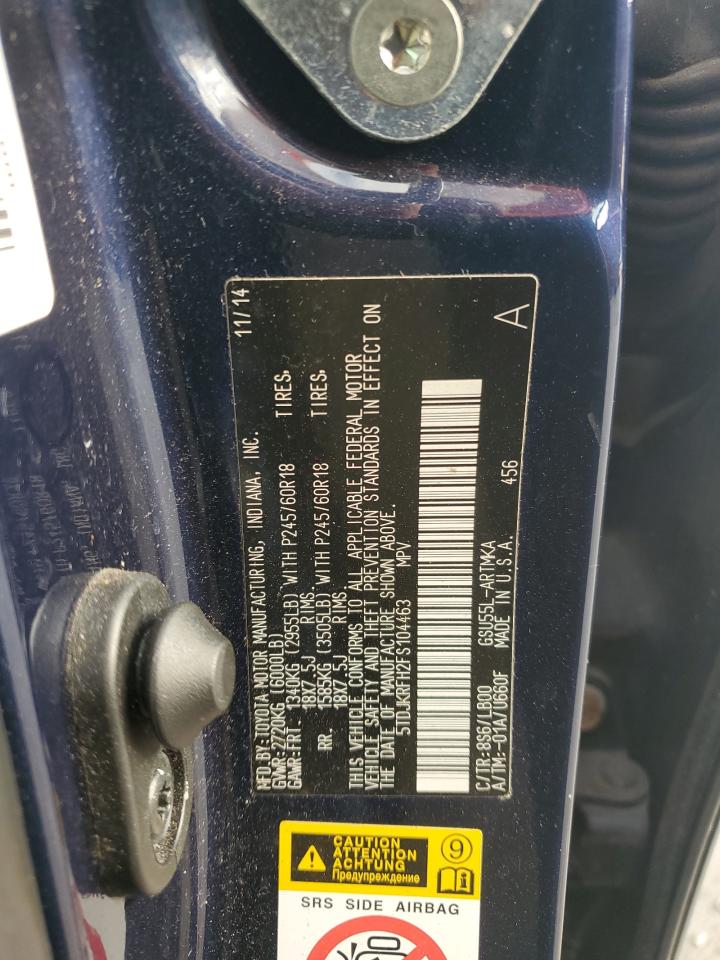 MFD.BY:TOYOTA MOTOR MANUFACTURING, INDIANA, INC. 11/14
GVWR:2720KG (6000LB)
GAWR:FRT 1340KG (2955LB) WITH P245/60R18 TIRES.
18X7.5J RIMS
RR. 1585KG (3505LB) WITH P245/60R18 TIRES.
18X7.5J RIMS
THIS VEHICLE CONFORMS TO ALL APPLICABLE FEDERAL MOTOR
VEHICLE SAFETY AND THEFT PREVENTION STANDARDS IN EFFECT ON
THE DATE OF MANUFACTURE SHOWN ABOVE.
5TDJKRFH2FS104463 MPV
C/TR:8S6/LB00 GSU55L-ARTMKA 456
A/TM:-01A/U660F MADE IN U.S.A. A
CAUTION
ATTENTION
ACHTUNG
Предупреждение
9
SRS SIDE AIRBAG